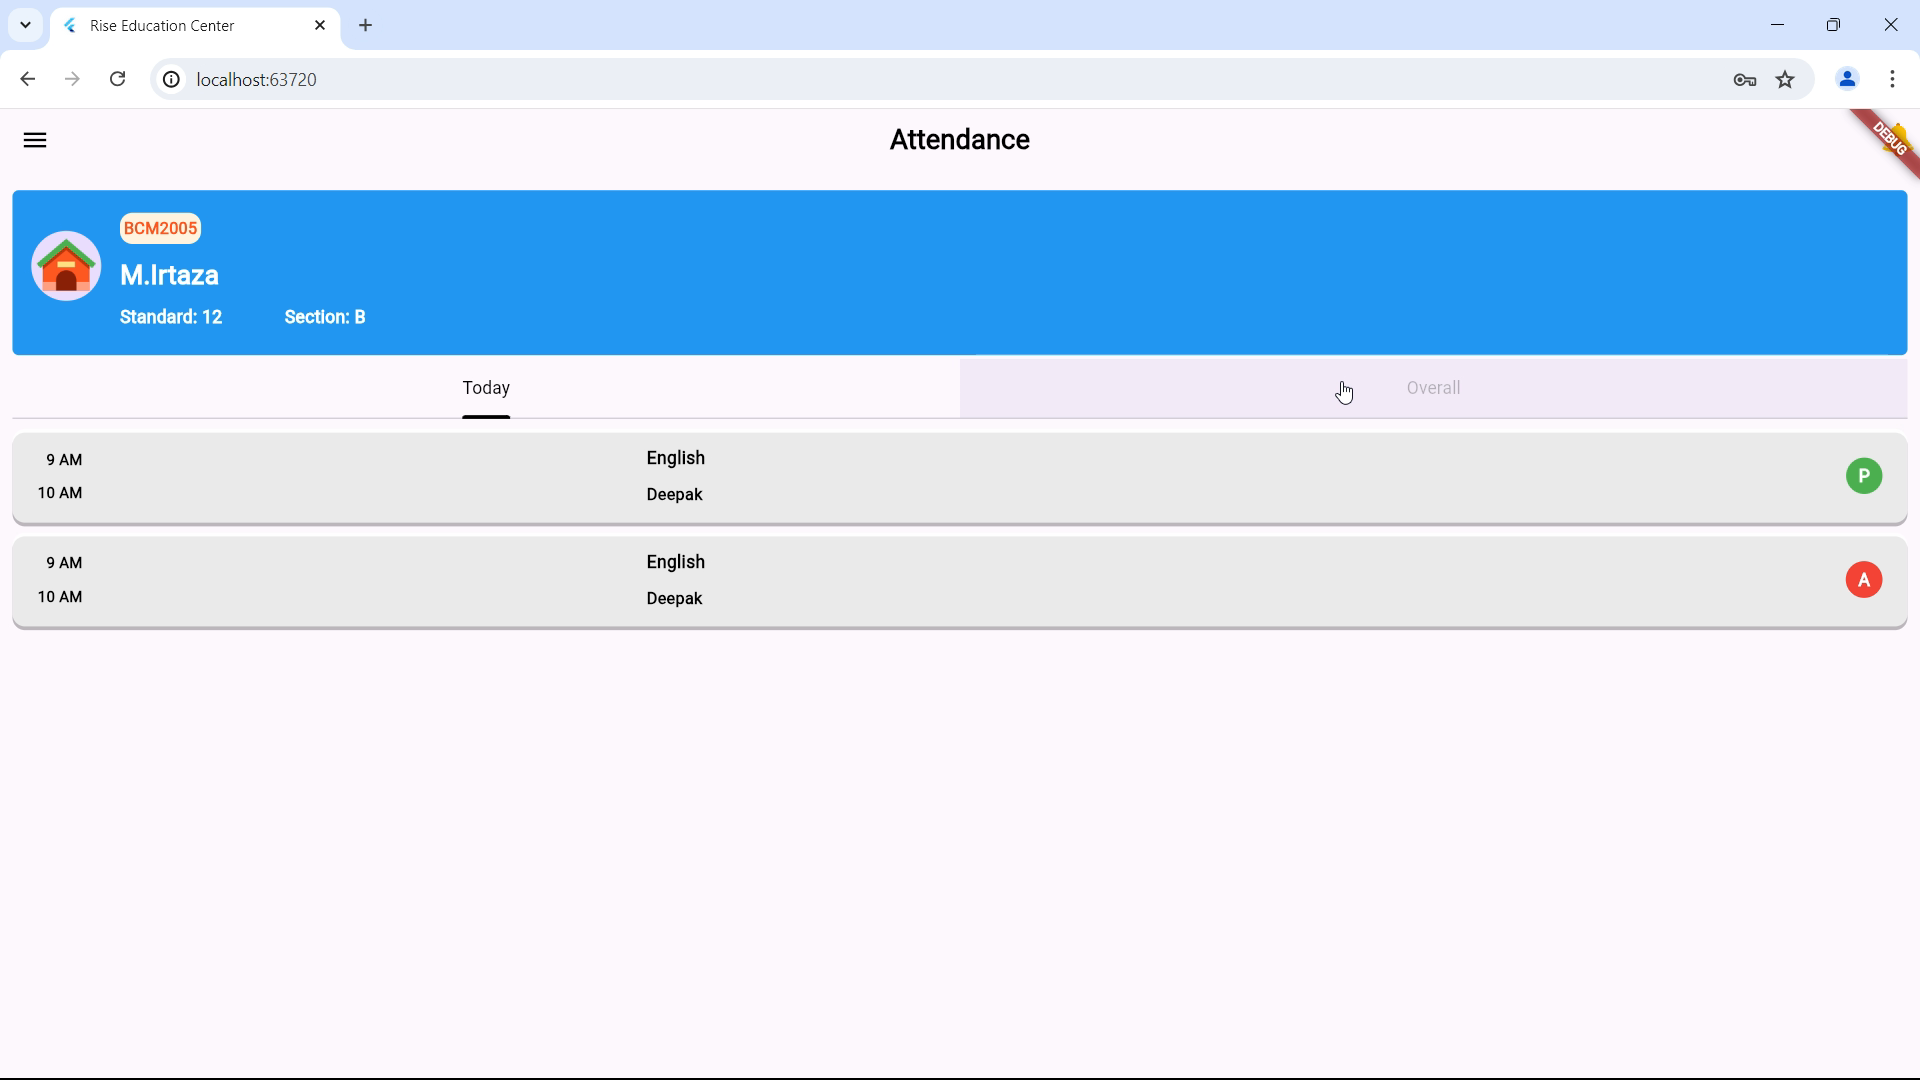 Rise Education Center
localhost:63720
Attendance
DEBUG
BCM2005
M.Irtaza
Standard: 12 Section: B
Today Overall
9 AM English
10 AM Deepak
P
9 AM English
10 AM Deepak
A